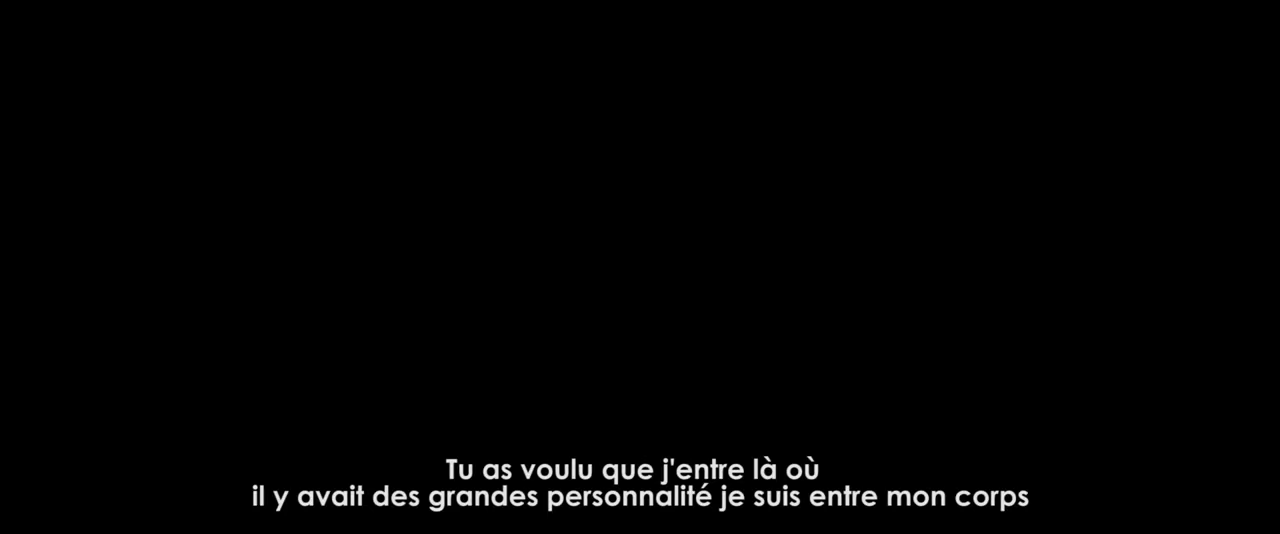 Tu as voulu que j'entre là où
il y avait des grandes personnalité je suis entre mon corps